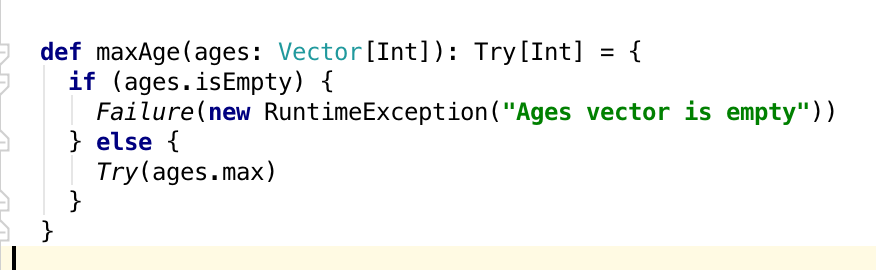 def maxAge(ages: Vector[Int]): Try[Int] = {
  if (ages.isEmpty) {
    Failure(new RuntimeException("Ages vector is empty"))
  } else {
    Try(ages.max)
  }
}